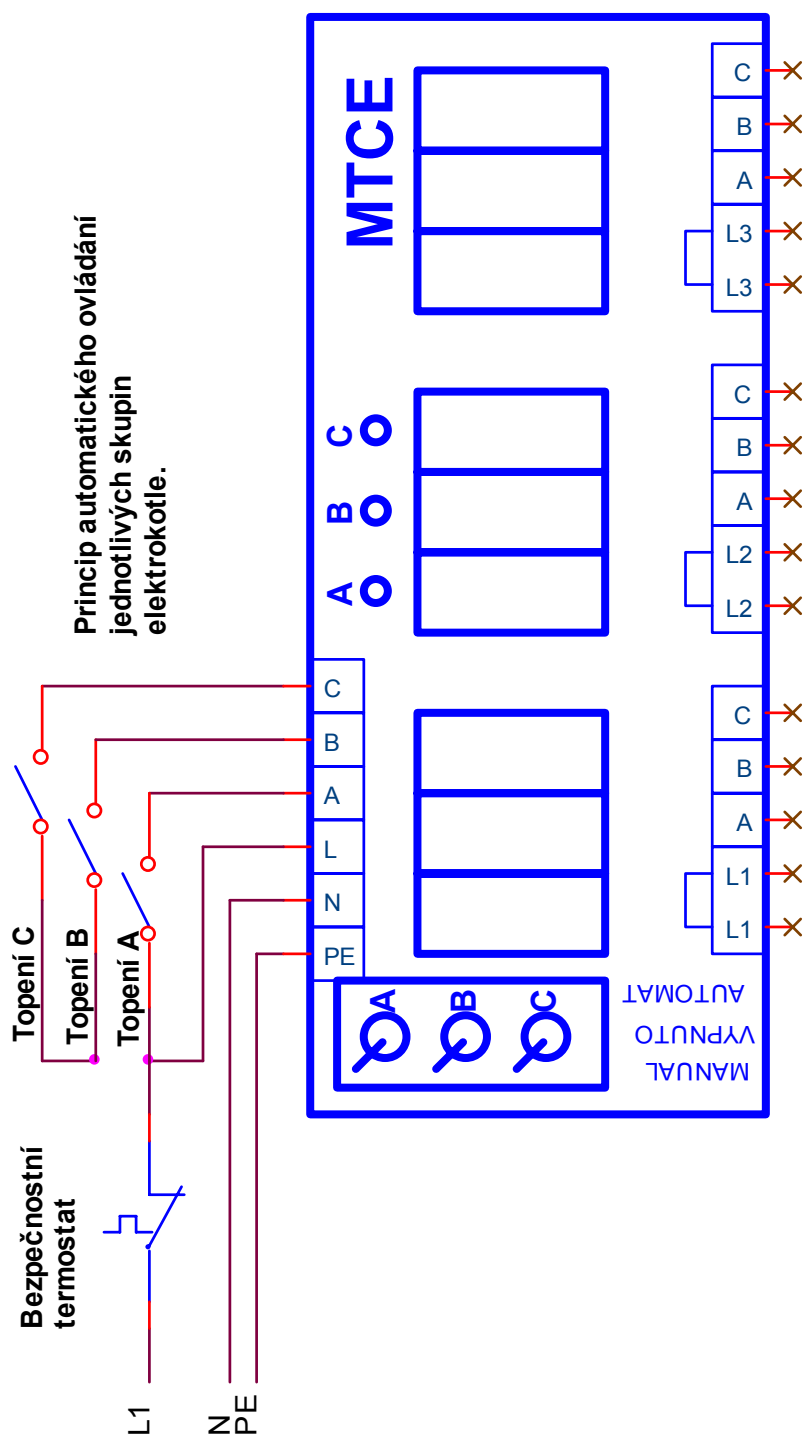 Princip automatického ovládání
jednotlivých skupin
elektrokotle.
Topení C
Topení B
Topení A
Bezpečnostní
termostat
L1
N
PE
PE
N
L
A
B
C
A
B
C
MTCE
A
B
C
AUTOMAT
VYPNUTO
MANUAL
L1
L1
A
B
C
L2
L2
A
B
C
L3
L3
A
B
C